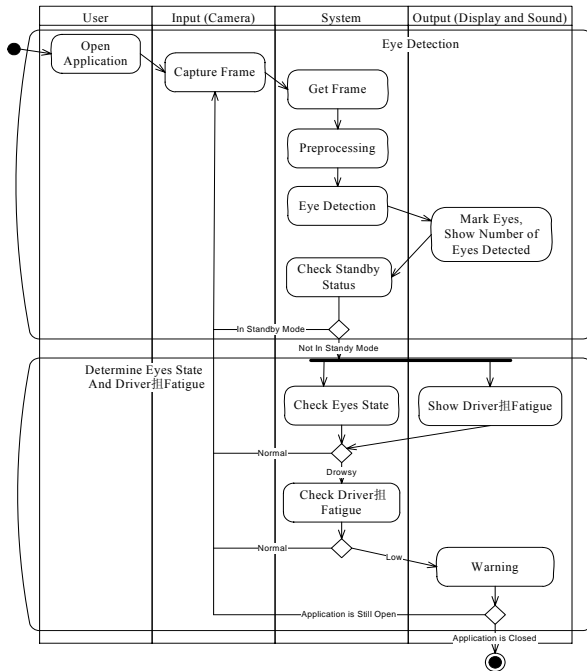 User
Input (Camera)
System
Output (Display and Sound)
Eye Detection
Open
Application
Capture Frame
Get Frame
Preprocessing
Eye Detection
Mark Eyes,
Show Number of
Eyes Detected
Check Standby
Status
In Standby Mode
Not In Standy Mode
Determine Eyes State
And Driver担Fatigue
Check Eyes State
Show Driver担Fatigue
Normal
Drowsy
Check Driver担
Fatigue
Normal
Low
Warning
Application is Still Open
Application is Closed